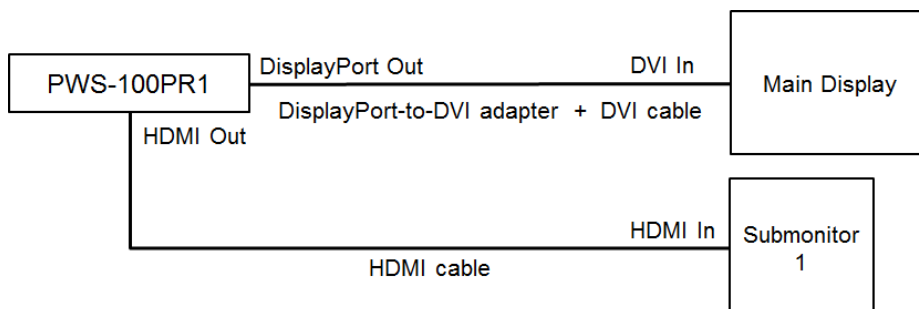 PWS-100PR1
DisplayPort Out
DVI In
Main Display
DisplayPort-to-DVI adapter + DVI cable
HDMI Out
HDMI In
Submonitor
1
HDMI cable